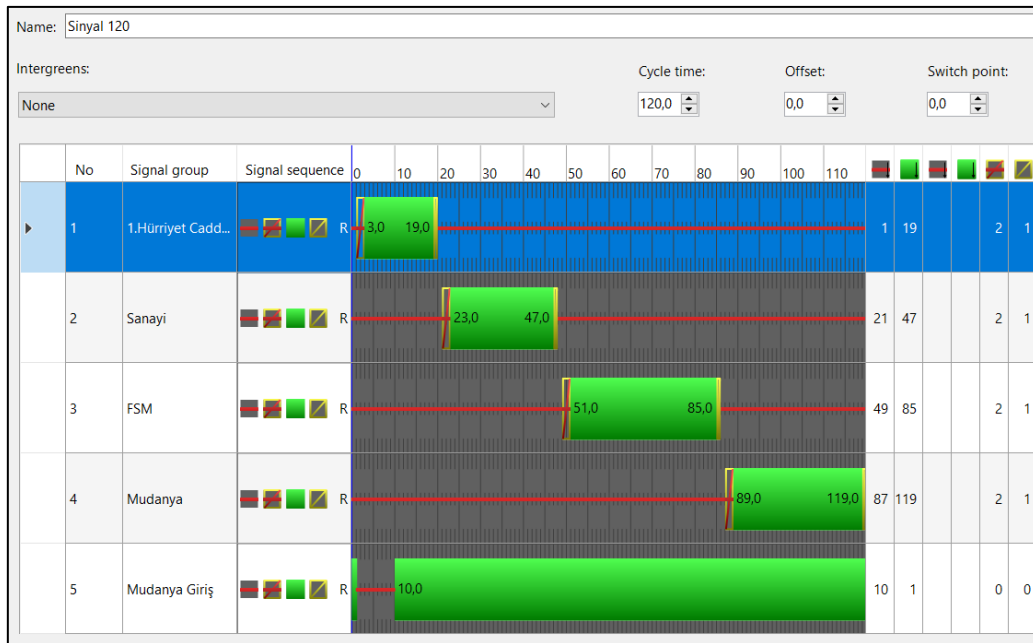 Name: Sinyal 120
Intergreens: Cycle time: Offset: Switch point:
None 120,0 0,0 0,0
No Signal group Signal sequence 0 10 20 30 40 50 60 70 80 90 100 110
1 1.Hürriyet Cadd... R 3,0 19,0 1 19 2 1
2 Sanayi R 23,0 47,0 21 47 2 1
3 FSM R 51,0 85,0 49 85 2 1
4 Mudanya R 89,0 119,0 87 119 2 1
5 Mudanya Giriş R 10,0 10 1 0 0